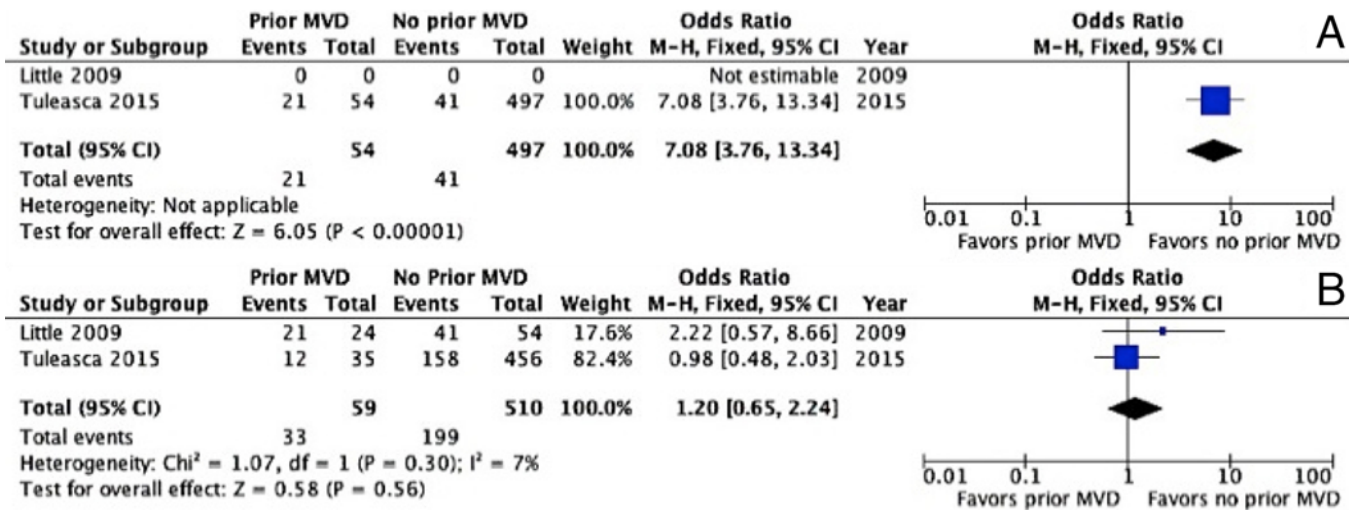 Prior MVD No prior MVD Odds Ratio Odds Ratio A
Study or Subgroup Events Total Events Total Weight M-H, Fixed, 95% CI Year M-H, Fixed, 95% CI
Little 2009 0 0 0 0 Not estimable 2009
Tuleasca 2015 21 54 41 497 100.0% 7.08 [3.76, 13.34] 2015
Total (95% CI) 54 497 100.0% 7.08 [3.76, 13.34]
Total events 21 41
Heterogeneity: Not applicable
Test for overall effect: Z = 6.05 (P < 0.00001)
0.01 0.1 1 10 100
Favors prior MVD Favors no prior MVD
Prior MVD No Prior MVD Odds Ratio Odds Ratio B
Study or Subgroup Events Total Events Total Weight M-H, Fixed, 95% CI Year M-H, Fixed, 95% CI
Little 2009 21 24 41 54 17.6% 2.22 [0.57, 8.66] 2009
Tuleasca 2015 12 35 158 456 82.4% 0.98 [0.48, 2.03] 2015
Total (95% CI) 59 510 100.0% 1.20 [0.65, 2.24]
Total events 33 199
Heterogeneity: Chi² = 1.07, df = 1 (P = 0.30); I² = 7%
Test for overall effect: Z = 0.58 (P = 0.56)
0.01 0.1 1 10 100
Favors prior MVD Favors no prior MVD